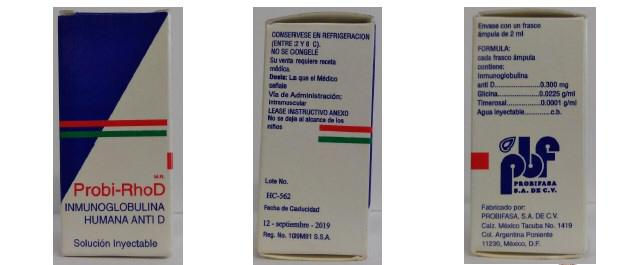 M.R.
Probi-RhoD
INMUNOGLOBULINA
HUMANA ANTI D
Solución Inyectable
CONSERVESE EN REFRIGERACION
(ENTRE 2 Y 8 C).
NO SE CONGELE
Su venta requiere receta
médica.
Dosis: La que el Médico
señale
Vía de Administración:
Intramuscular
LEASE INSTRUCTIVO ANEXO
No se deje al alcance de los
niños
Lote No.
HC-562
Fecha de Caducidad
12 - septiembre - 2019
Reg. No. 109M91 S.S.A.
Envase con un frasco
ámpula de 2 ml
FORMULA:
cada frasco ámpula
contiene:
Inmunoglobulina
anti D......................0.300 mg
Glicina...................0.0225 g/ml
Timerosal..............0.0001 g/ml
Agua inyectable............c.b.
pbf
PROBIFASA
S.A. DE C.V.
Fabricado por:
PROBIFASA, S.A. DE C.V.
Calz. México Tacuba No. 1419
Col. Argentina Poniente
11230, México, D.F.